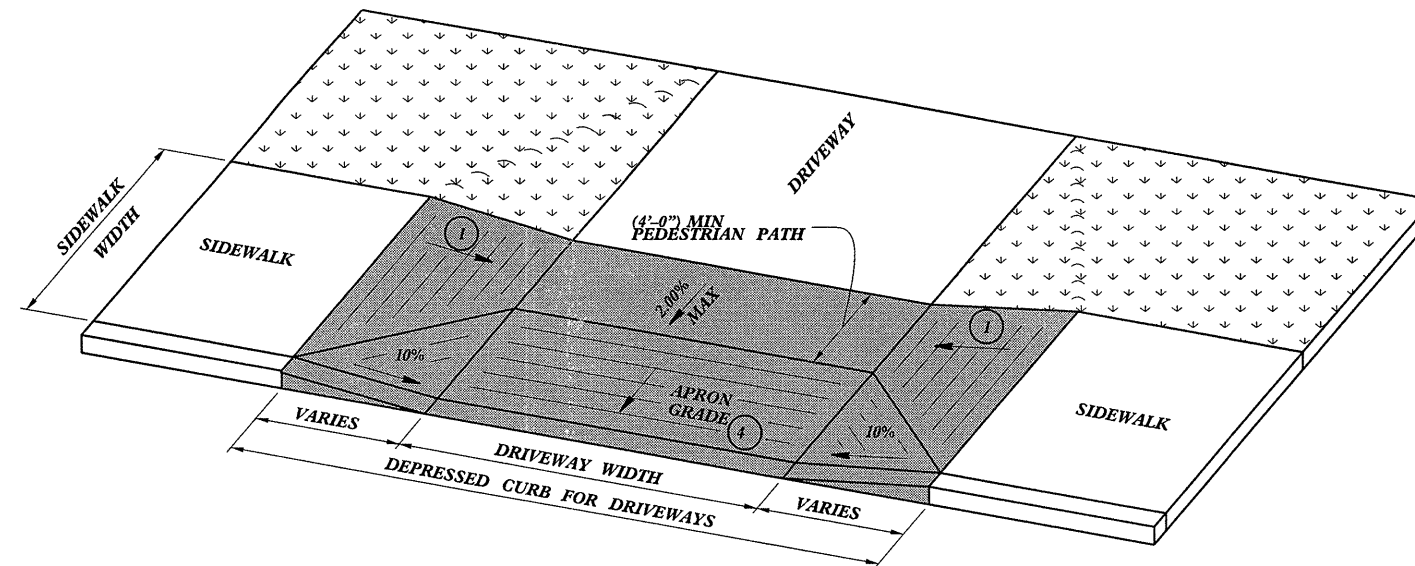 DRIVEWAY
(4'–0") MIN
PEDESTRIAN PATH
SIDEWALK
WIDTH
SIDEWALK
1
2.00%
MAX
1
10%
APRON
GRADE
4
10%
SIDEWALK
VARIES
DRIVEWAY WIDTH
VARIES
DEPRESSED CURB FOR DRIVEWAYS